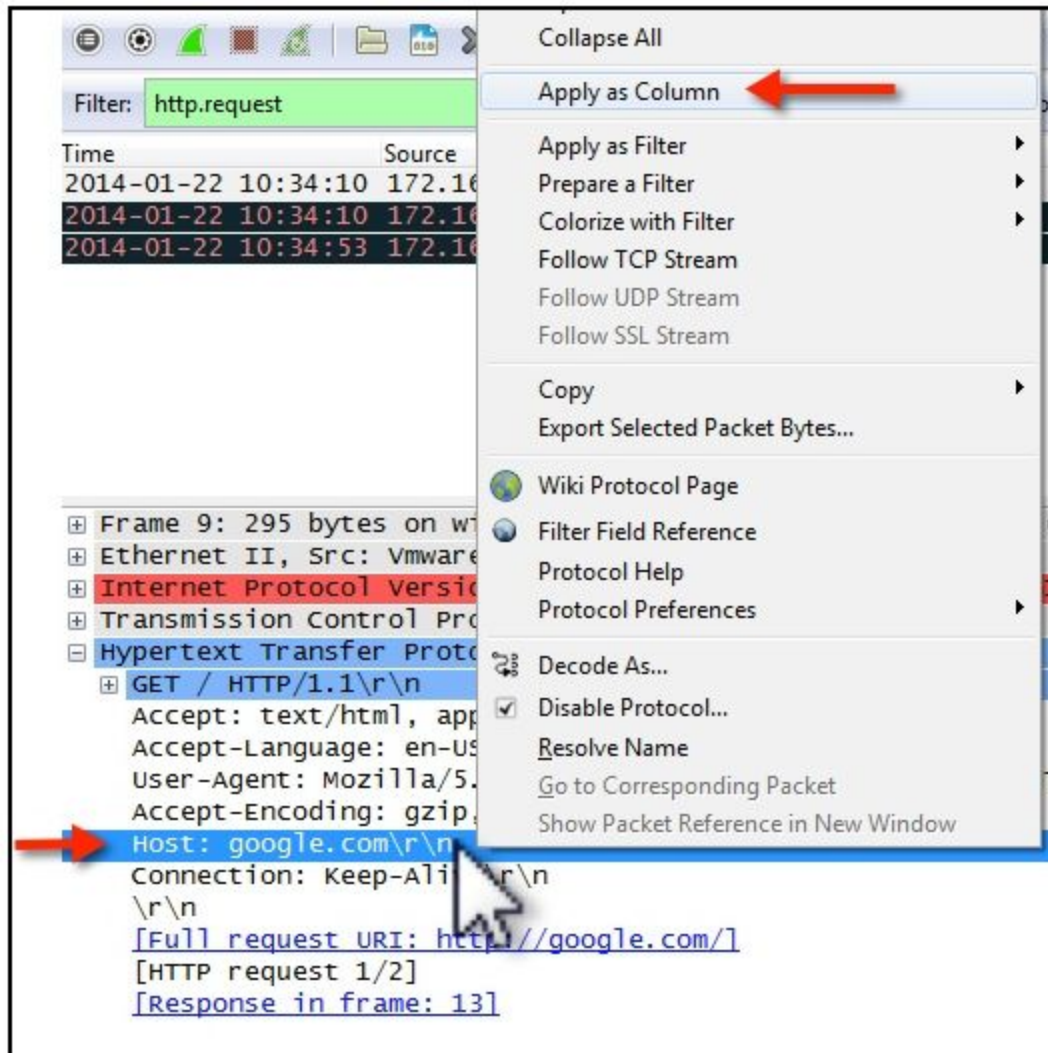 Collapse All
Filter: http.request
Apply as Column
Time Source
2014-01-22 10:34:10 172.16
2014-01-22 10:34:10 172.16
2014-01-22 10:34:53 172.16
Apply as Filter
Prepare a Filter
Colorize with Filter
Follow TCP Stream
Follow UDP Stream
Follow SSL Stream
Copy
Export Selected Packet Bytes...
Wiki Protocol Page
Filter Field Reference
Protocol Help
Protocol Preferences
Decode As...
Disable Protocol...
Resolve Name
Go to Corresponding Packet
Show Packet Reference in New Window
Frame 9: 295 bytes on wi
Ethernet II, Src: Vmware
Internet Protocol Versio
Transmission Control Pro
Hypertext Transfer Proto
GET / HTTP/1.1\r\n
Accept: text/html, app
Accept-Language: en-US
User-Agent: Mozilla/5.
Accept-Encoding: gzip,
Host: google.com\r\n
Connection: Keep-Ali \r\n
\r\n
[Full request URI: http://google.com/]
[HTTP request 1/2]
[Response in frame: 13]